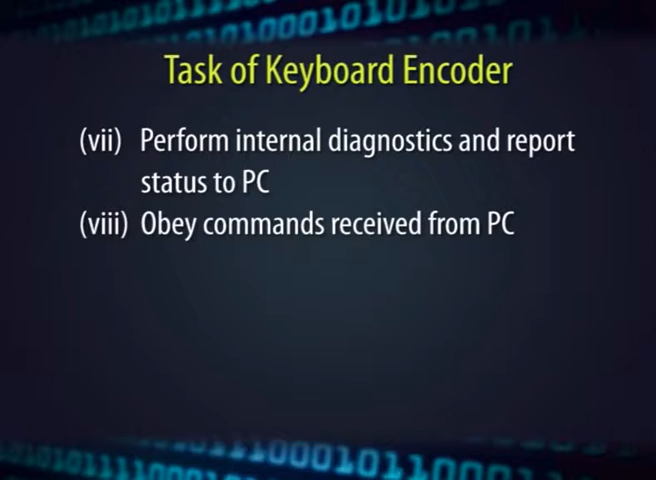 Task of Keyboard Encoder
(vii) Perform internal diagnostics and report
status to PC
(viii) Obey commands received from PC